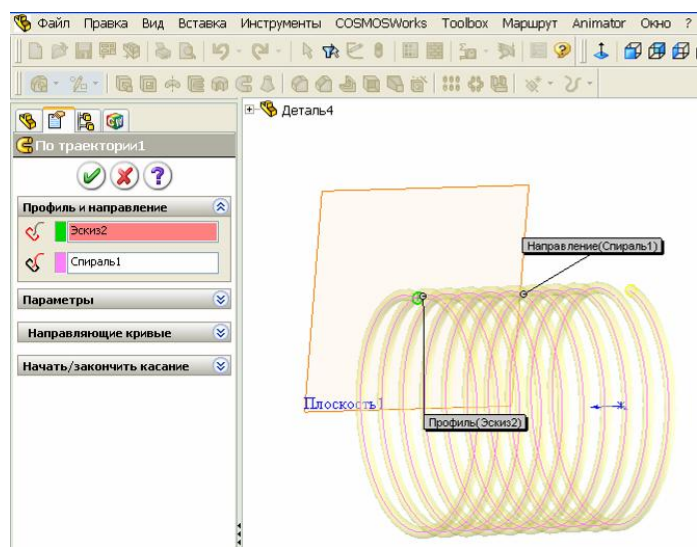 Файл Правка Вид Вставка Инструменты COSMOSWorks Toolbox Маршрут Animator Окно ?
Деталь4
По траектории1
Профиль и направление
Эскиз2
Спираль1
Параметры
Направляющие кривые
Начать/закончить касание
Направление(Спираль1)
Плоскость1
Профиль(Эскиз2)